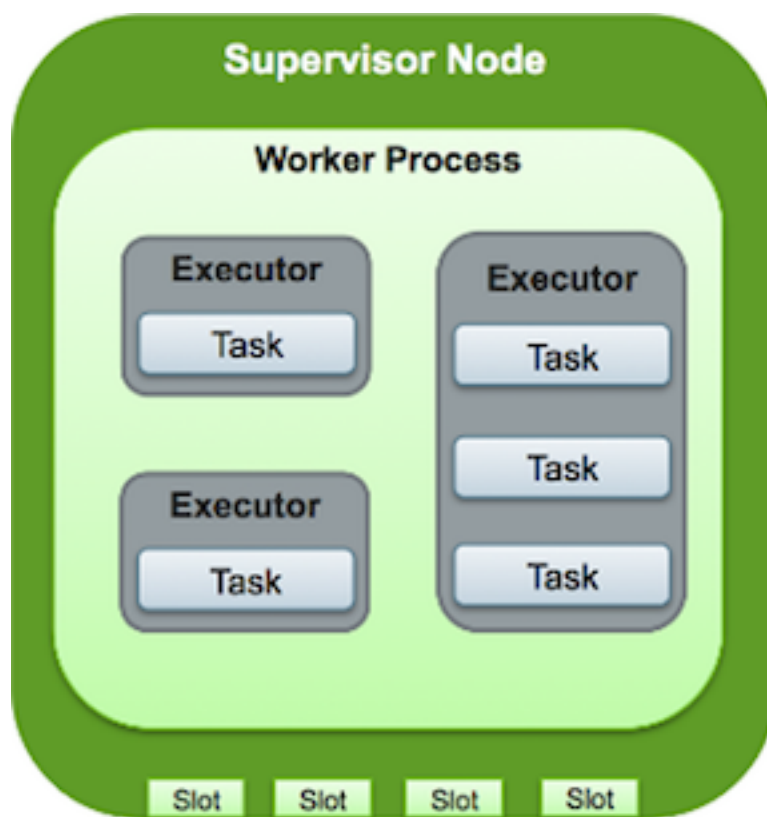 Supervisor Node
Worker Process
Executor
Task
Executor
Task
Executor
Task
Task
Task
Slot
Slot
Slot
Slot